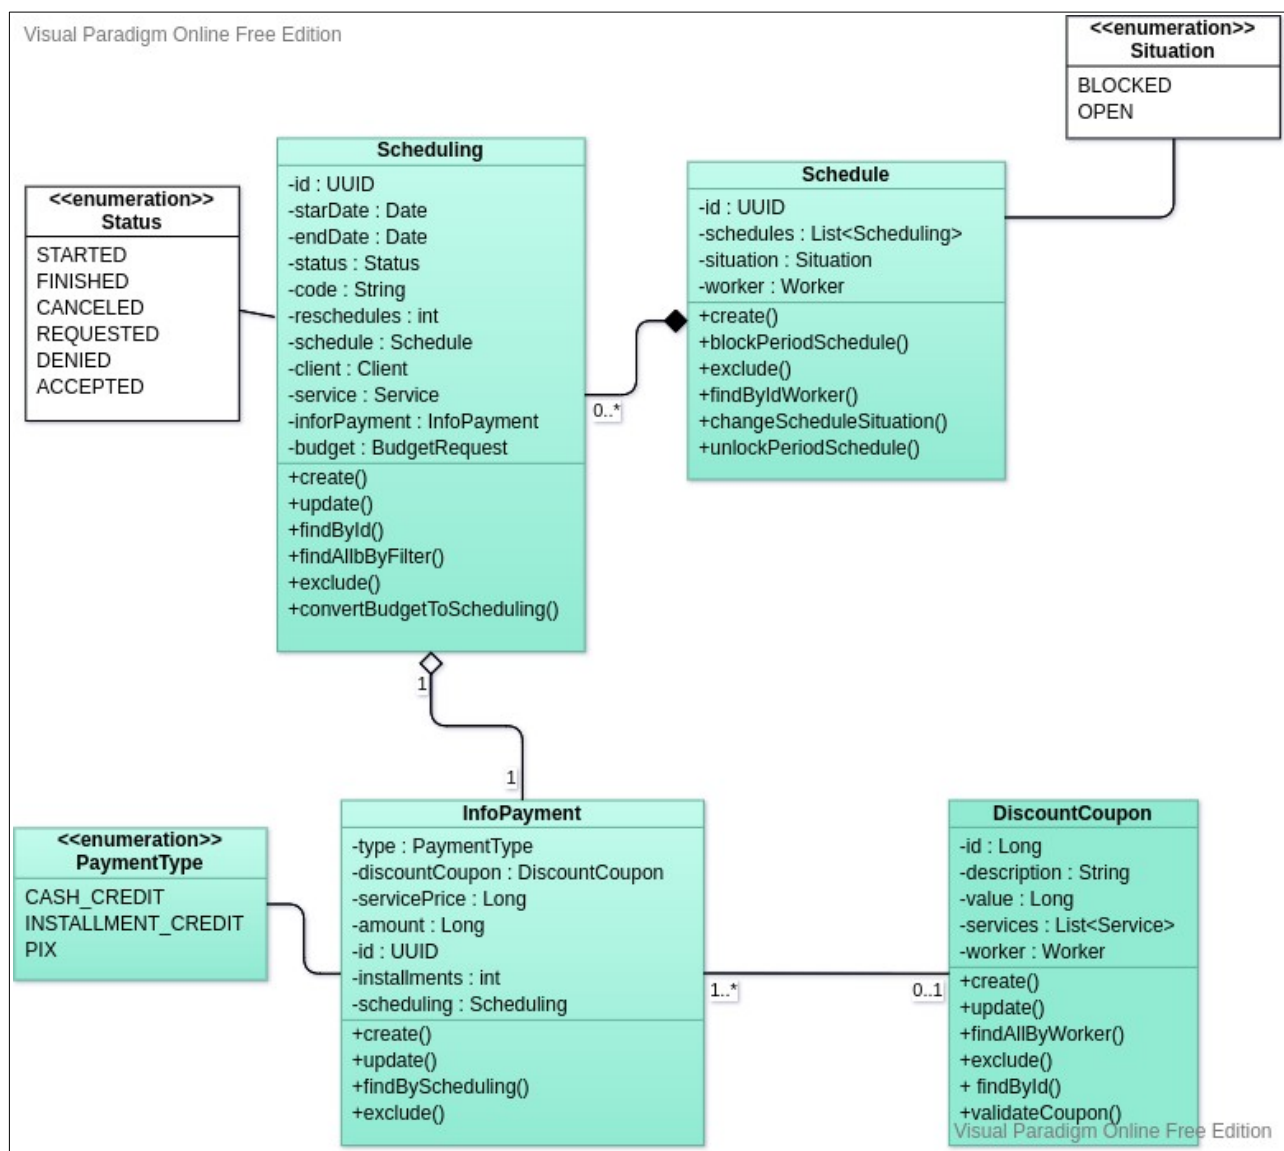 Visual Paradigm Online Free Edition
<<enumeration>>
Situation
BLOCKED
OPEN
Scheduling
-id : UUID
-starDate : Date
-endDate : Date
-status : Status
-code : String
-reschedules : int
-schedule : Schedule
-client : Client
-service : Service
-inforPayment : InfoPayment
-budget : BudgetRequest
+create()
+update()
+findById()
+findAllbByFilter()
+exclude()
+convertBudgetToScheduling()
Schedule
-id : UUID
-schedules : List<Scheduling>
-situation : Situation
-worker : Worker
+create()
+blockPeriodSchedule()
+exclude()
+findByIdWorker()
+changeScheduleSituation()
+unlockPeriodSchedule()
<<enumeration>>
Status
STARTED
FINISHED
CANCELED
REQUESTED
DENIED
ACCEPTED
0..*
1
1
InfoPayment
-type : PaymentType
-discountCoupon : DiscountCoupon
-servicePrice : Long
-amount : Long
-id : UUID
-installments : int
-scheduling : Scheduling
+create()
+update()
+findByScheduling()
+exclude()
<<enumeration>>
PaymentType
CASH_CREDIT
INSTALLMENT_CREDIT
PIX
1..*
0..1
DiscountCoupon
-id : Long
-description : String
-value : Long
-services : List<Service>
-worker : Worker
+create()
+update()
+findAllByWorker()
+exclude()
+ findById()
+validateCoupon()
Visual Paradigm Online Free Edition